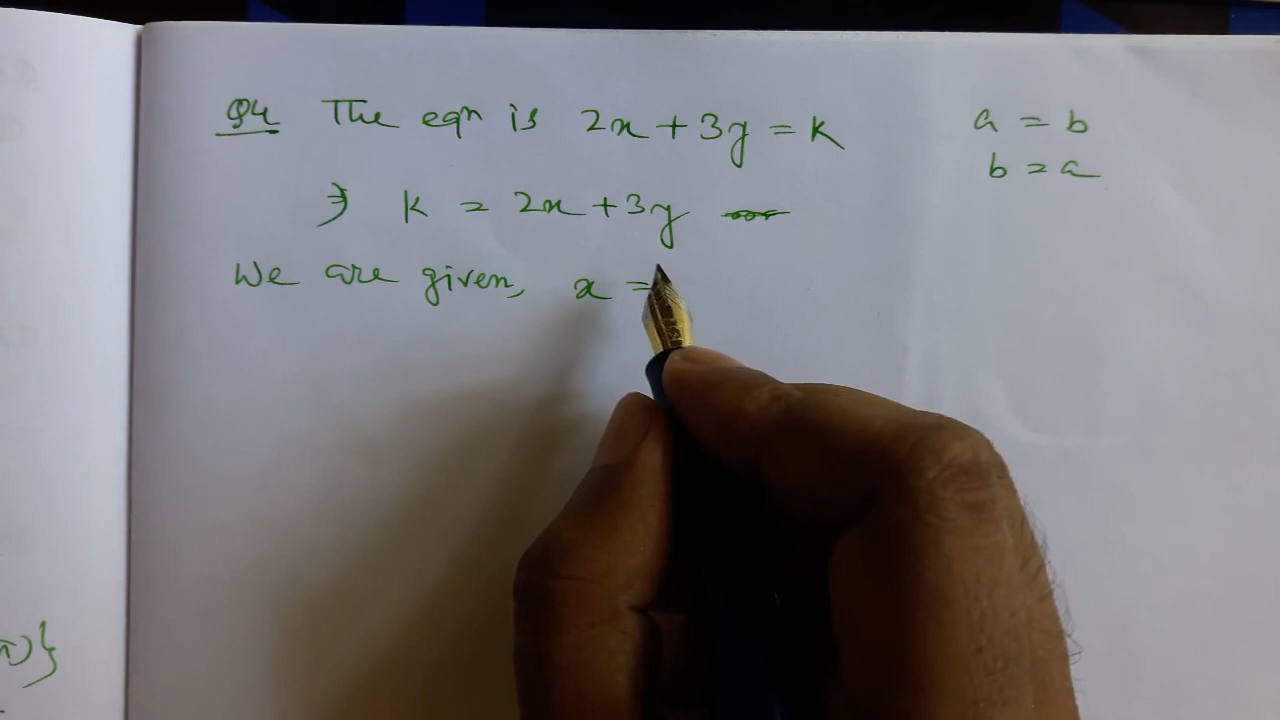 Q4 The eqn is 2x + 3y = k
⇒ k = 2x + 3y
We are given, x =
a = b
b = a
π)}